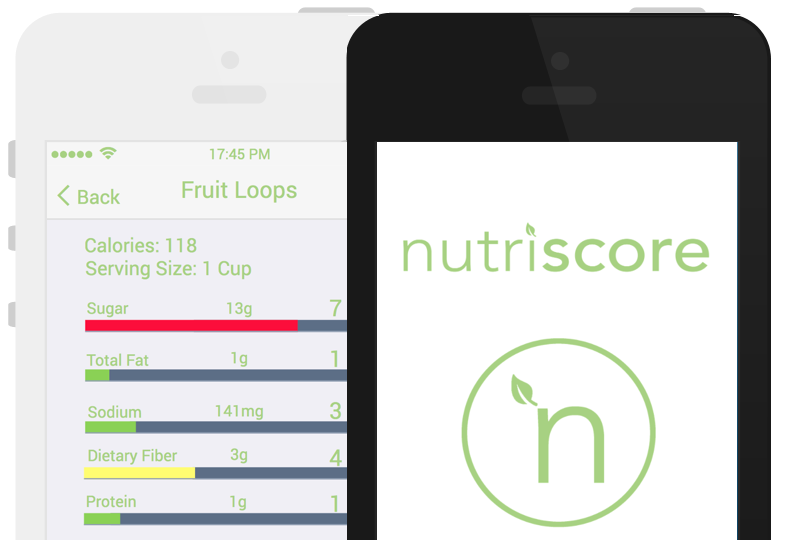 17:45 PM
Back
Fruit Loops
Calories: 118
Serving Size: 1 Cup
Sugar 13g 7
Total Fat 1g 1
Sodium 141mg 3
Dietary Fiber 3g 4
Protein 1g 1
nutriscore
n